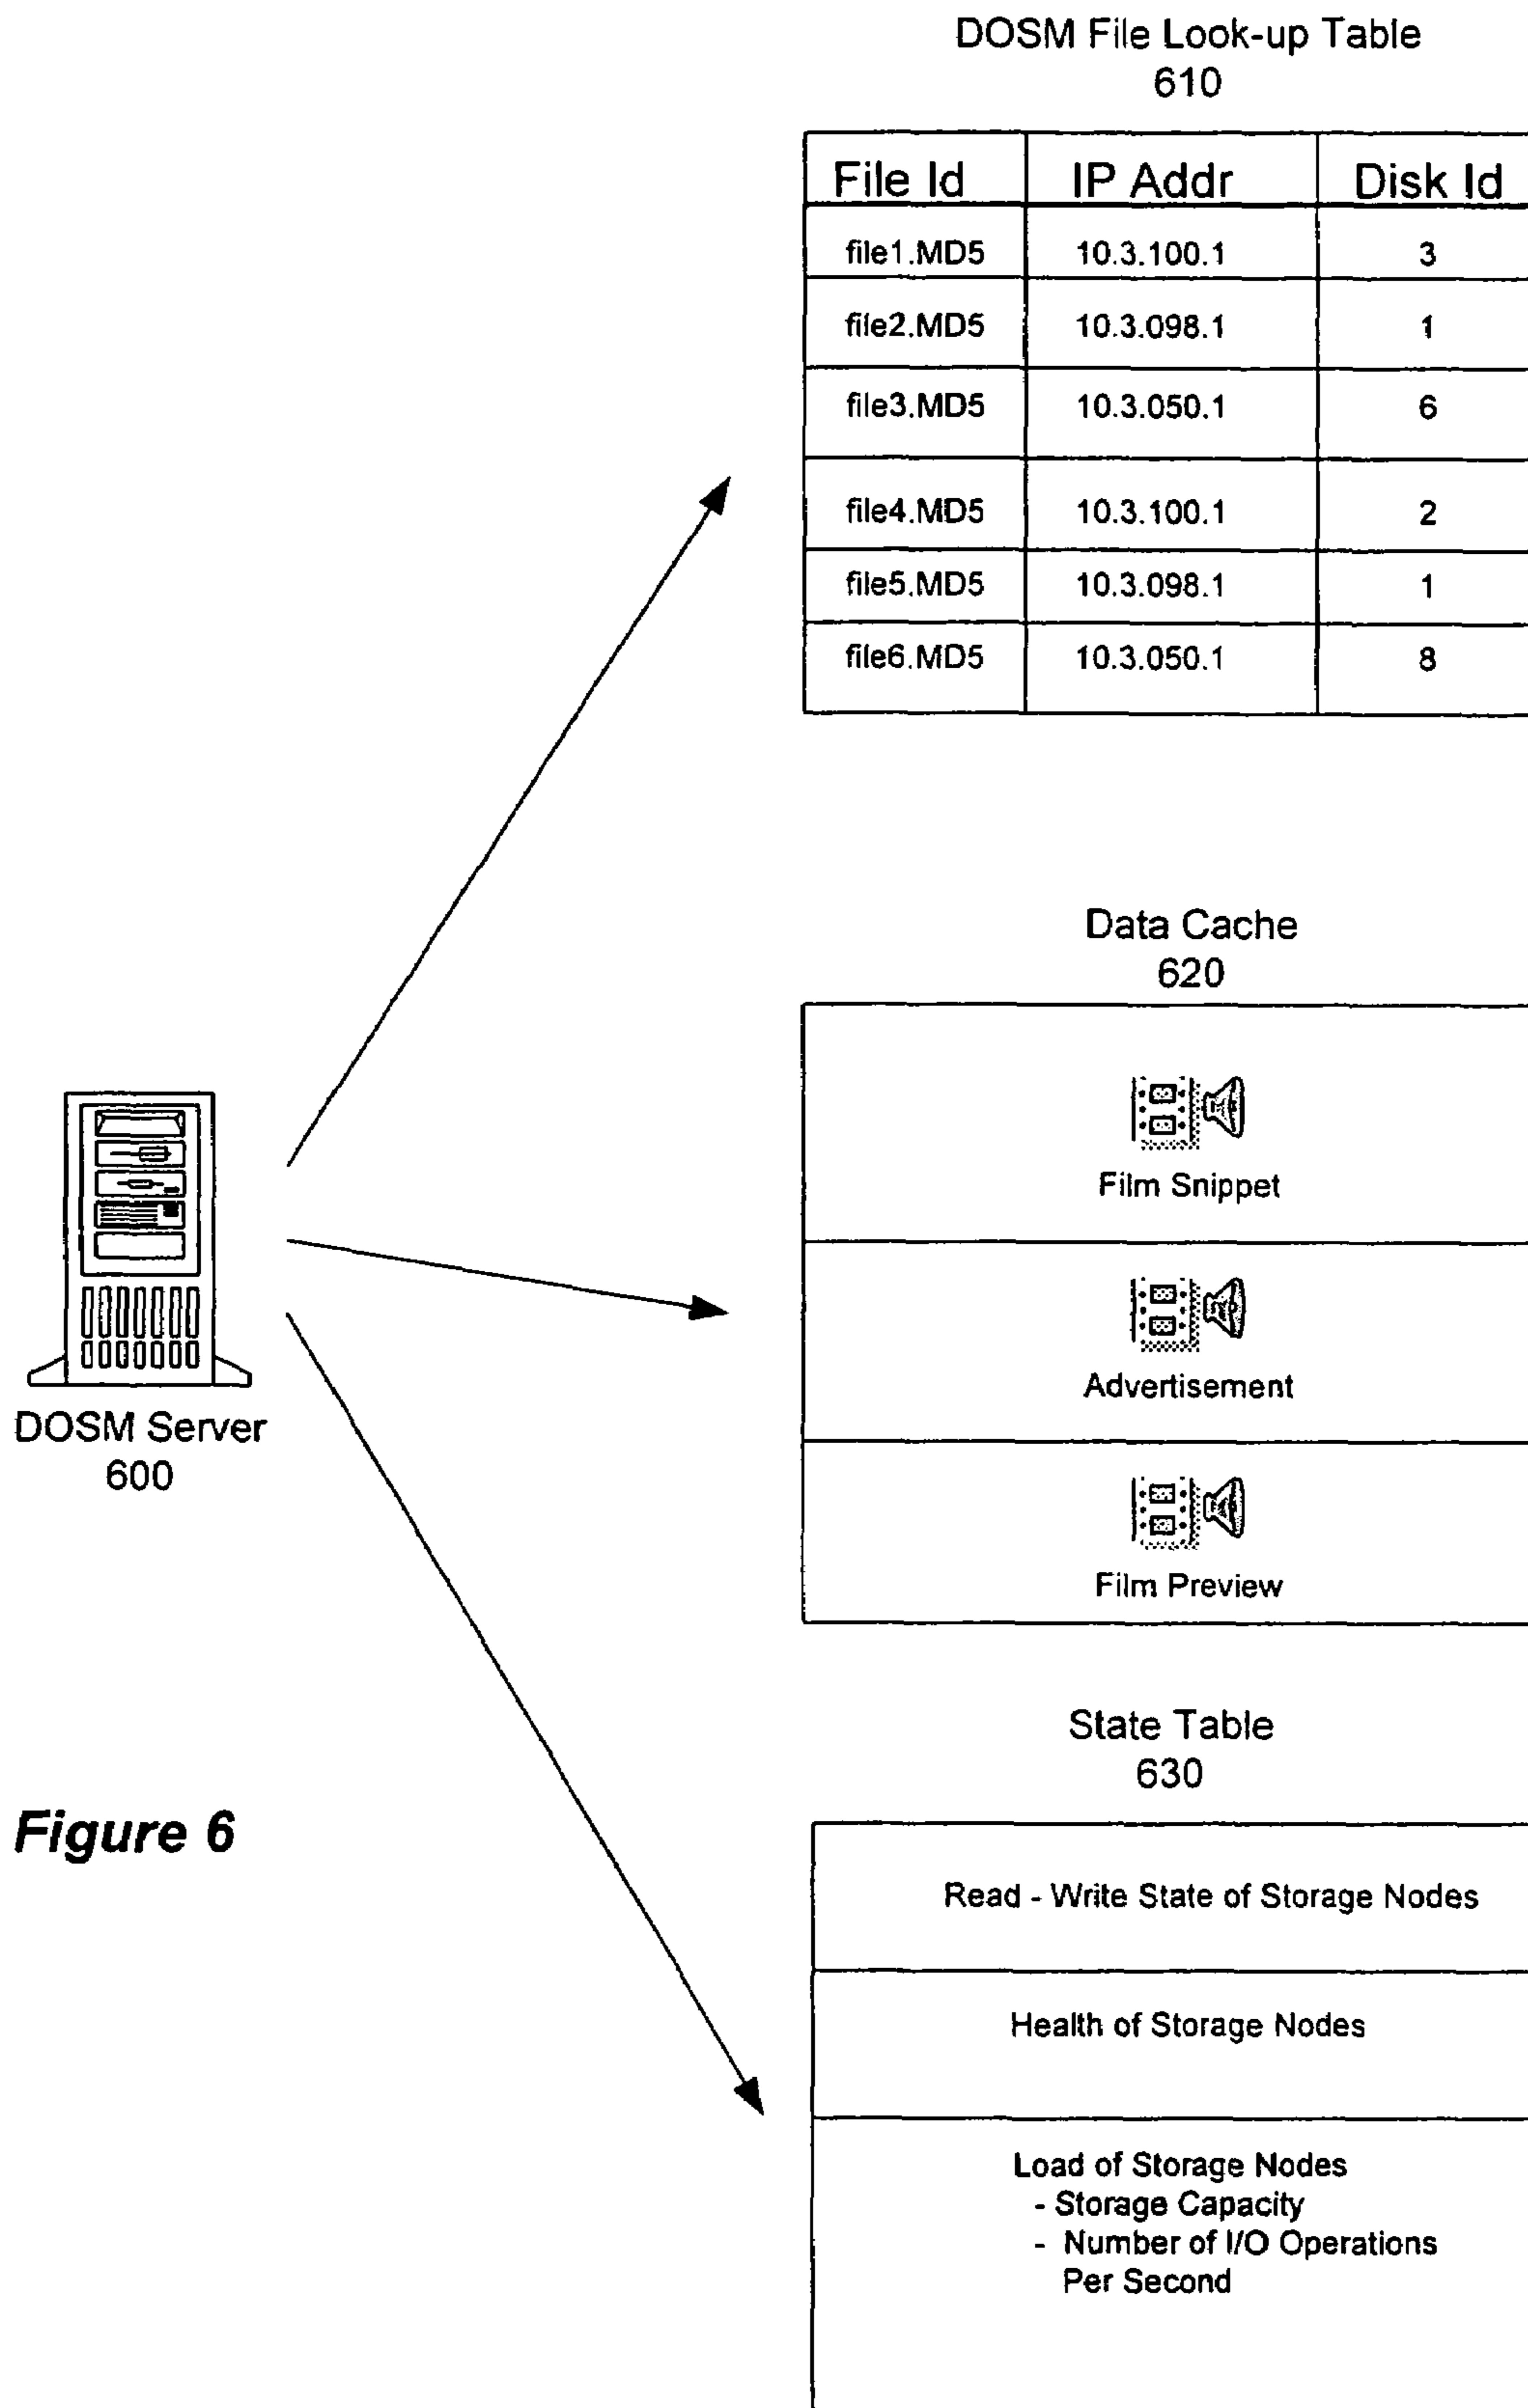 DOSM File Look-up Table
610
File Id IP Addr Disk Id
file1.MD5 10.3.100.1 3
file2.MD5 10.3.098.1 1
file3.MD5 10.3.050.1 6
file4.MD5 10.3.100.1 2
file5.MD5 10.3.098.1 1
file6.MD5 10.3.050.1 8
Data Cache
620
Film Snippet
Advertisement
Film Preview
DOSM Server
600
State Table
630
Read - Write State of Storage Nodes
Health of Storage Nodes
Load of Storage Nodes
- Storage Capacity
- Number of I/O Operations
Per Second
Figure 6